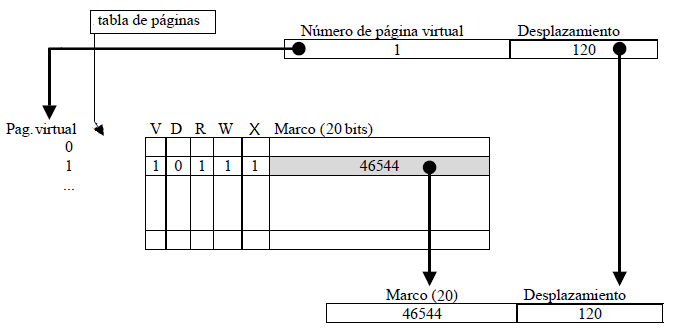 tabla de páginas
Número de página virtual Desplazamiento
1 120
Pag. virtual V D R W X Marco (20 bits)
0
1 1 0 1 1 1 46544
...
Marco (20) Desplazamiento
46544 120